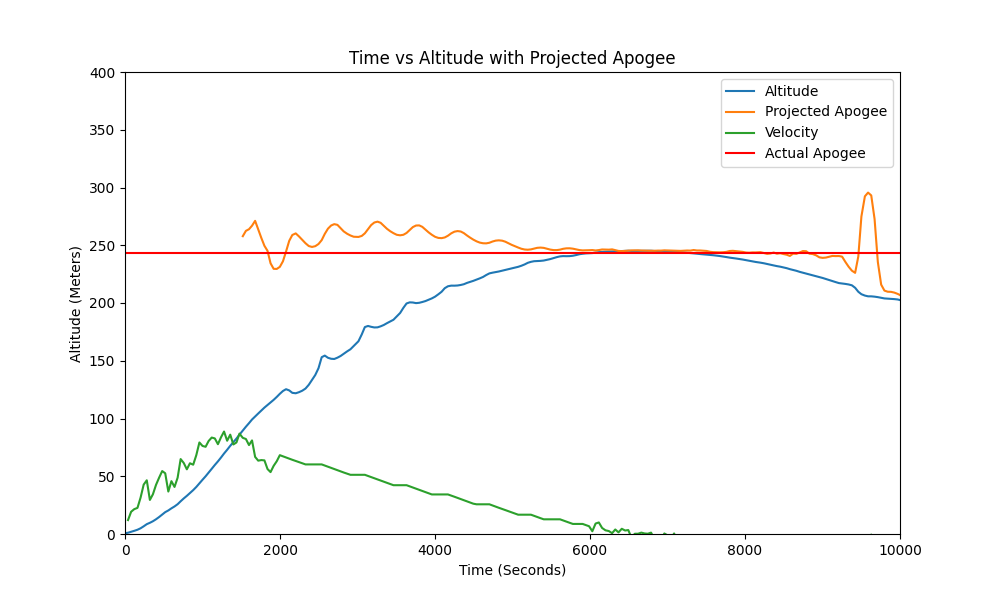 Time vs Altitude with Projected Apogee
400
350
300
250
200
150
100
50
0
Altitude (Meters)
Altitude
Projected Apogee
Velocity
Actual Apogee
0 2000 4000 6000 8000 10000
Time (Seconds)